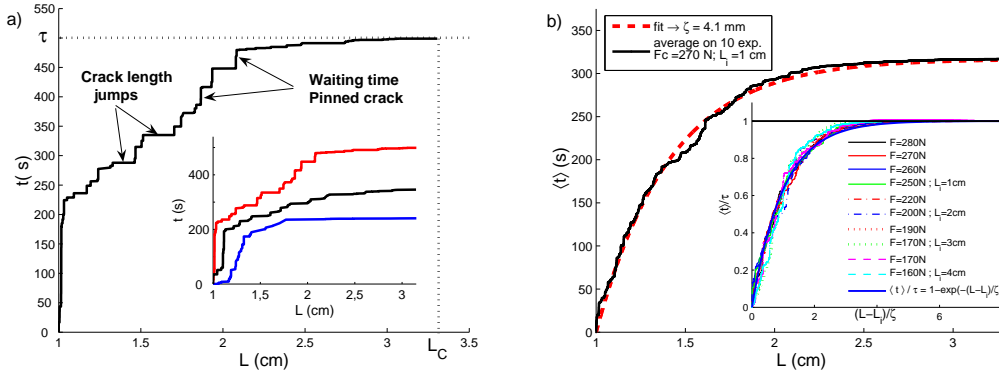 a)
t( s)
τ
500
450
400
350
300
250
200
150
100
50
0
Crack length
jumps
Waiting time
Pinned crack
t (s)
400
200
0
1
1,5
2
2,5
3
L (cm)
1
1.5
2
2.5
3
3.5
L_C
L (cm)
b)
⟨t⟩ (s)
350
300
250
200
150
100
50
0
fit → ζ = 4.1 mm
average on 10 exp.
Fc=270 N; L_i=1 cm
⟨t⟩/τ
1
0.8
0.6
0.4
0.2
0
F=280N
F=270N
F=260N
F=250N ; L_i=1cm
F=220N
F=200N ; L_i=2cm
F=190N
F=170N ; L_i=3cm
F=170N
F=160N ; L_i=4cm
⟨ t ⟩ / τ = 1−exp(−(L−L_i)/ζ
0
2
6
(L−L_i)/ζ
1
1.5
2
2.5
3
L (cm)